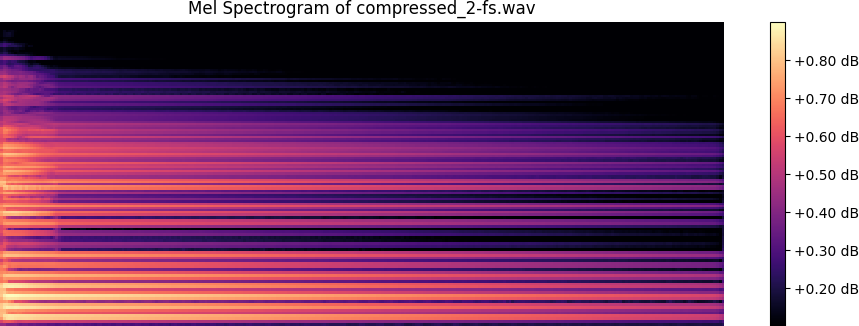 Mel Spectrogram of compressed_2-fs.wav
+0.80 dB
+0.70 dB
+0.60 dB
+0.50 dB
+0.40 dB
+0.30 dB
+0.20 dB